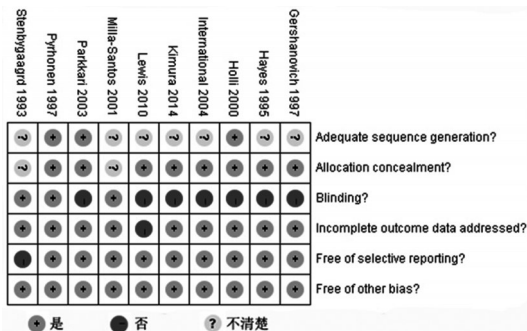 Stenbygaagrd 1993
Pyrhonen 1997
Parkkari 2003
Milla-Santos 2001
Lewis 2010
Kimura 2014
International 2004
Holli 2000
Hayes 1995
Gershanovich 1997
? + + ? ? ? ? + ? ? Adequate sequence generation?
? + + ? + + + + + + Allocation concealment?
+ + - + - - - - - - Blinding?
+ + + + - + + + + + Incomplete outcome data addressed?
- + + + + + + + + + Free of selective reporting?
+ + + + + + + + + + Free of other bias?
+ 是 - 否 ? 不清楚